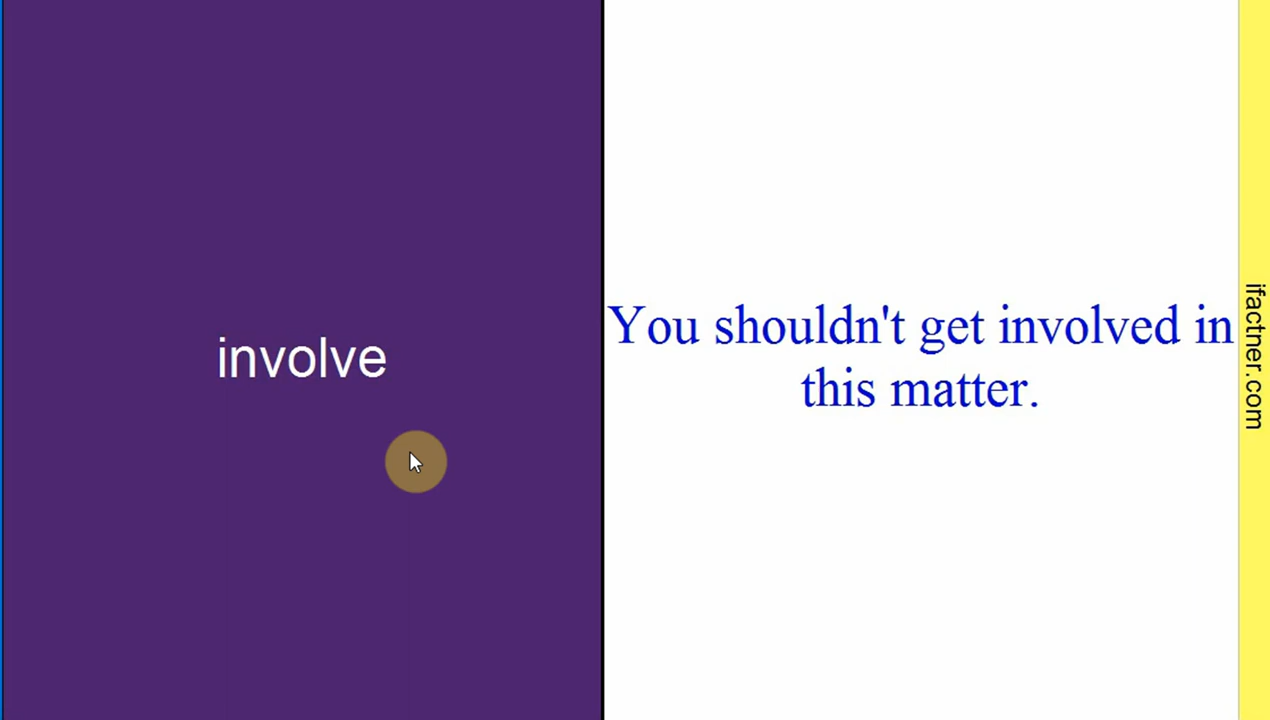 involve
You shouldn't get involved in
this matter.
ifactner.com